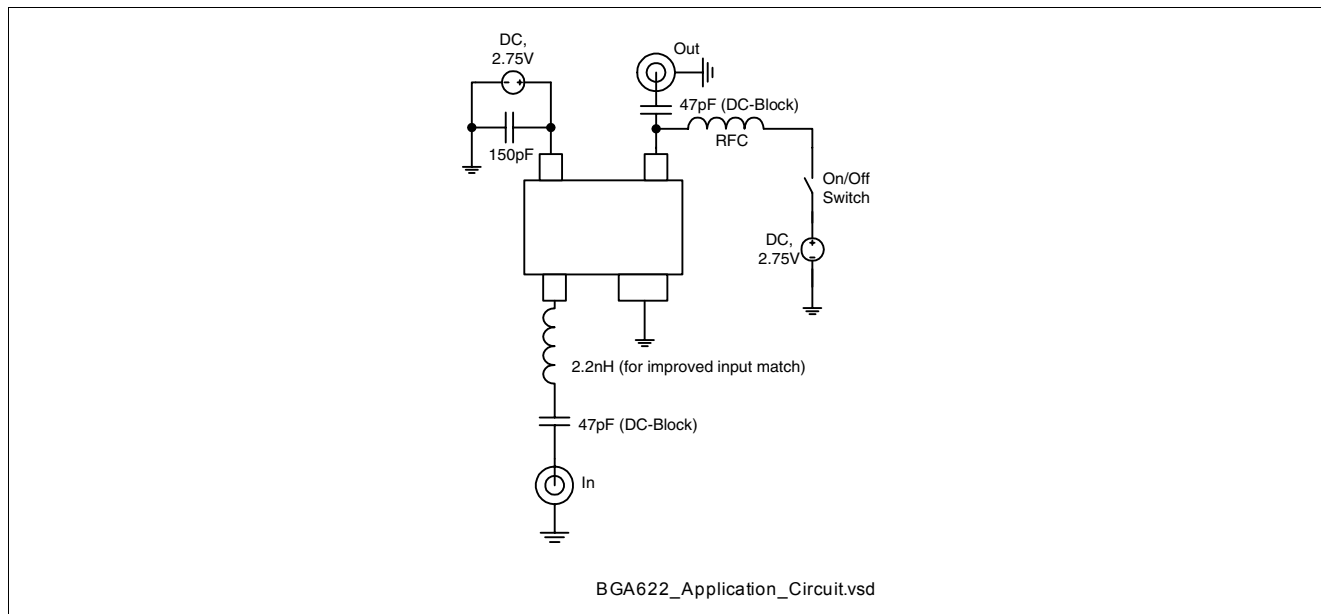 DC,
2.75V
-
+
150pF
Out
47pF (DC-Block)
RFC
On/Off
Switch
DC,
2.75V
+
-
2.2nH (for improved input match)
47pF (DC-Block)
In
BGA622_Application_Circuit.vsd